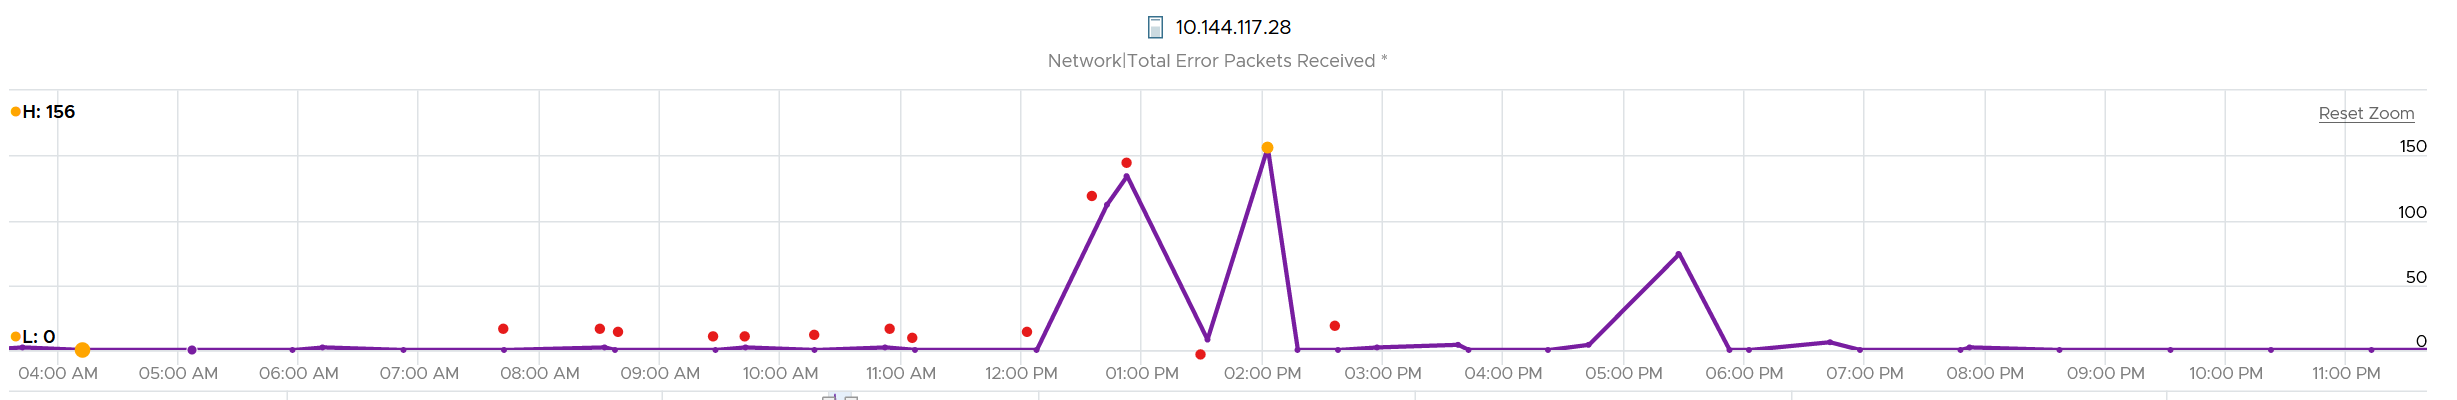 10.144.117.28
Network|Total Error Packets Received *
H: 156
Reset Zoom
150
100
50
L: 0
0
04:00 AM 05:00 AM 06:00 AM 07:00 AM 08:00 AM 09:00 AM 10:00 AM 11:00 AM 12:00 PM 01:00 PM 02:00 PM 03:00 PM 04:00 PM 05:00 PM 06:00 PM 07:00 PM 08:00 PM 09:00 PM 10:00 PM 11:00 PM